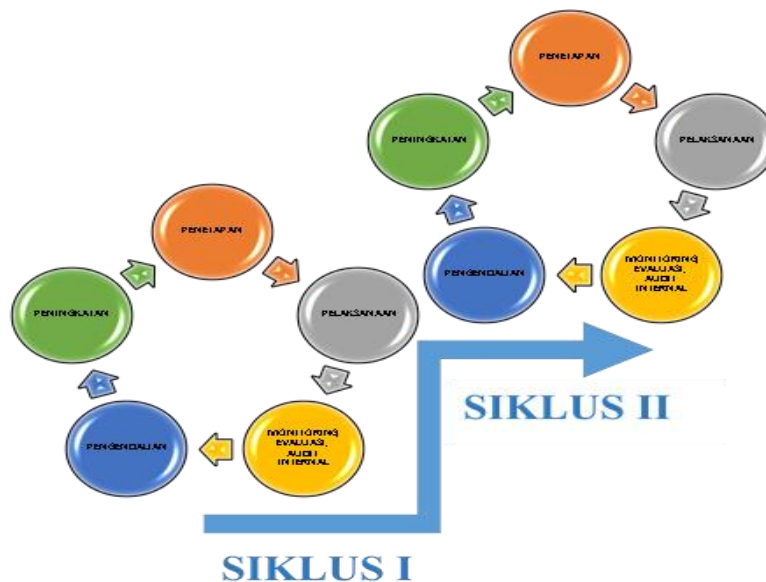 PENETAPAN
PELAKSANAAN
MONITORING,
EVALUASI,
AUDIT
INTERNAL
PENGENDALIAN
PENINGKATAN
SIKLUS II
PENETAPAN
PELAKSANAAN
MONITORING,
EVALUASI,
AUDIT
INTERNAL
PENGENDALIAN
PENINGKATAN
SIKLUS I